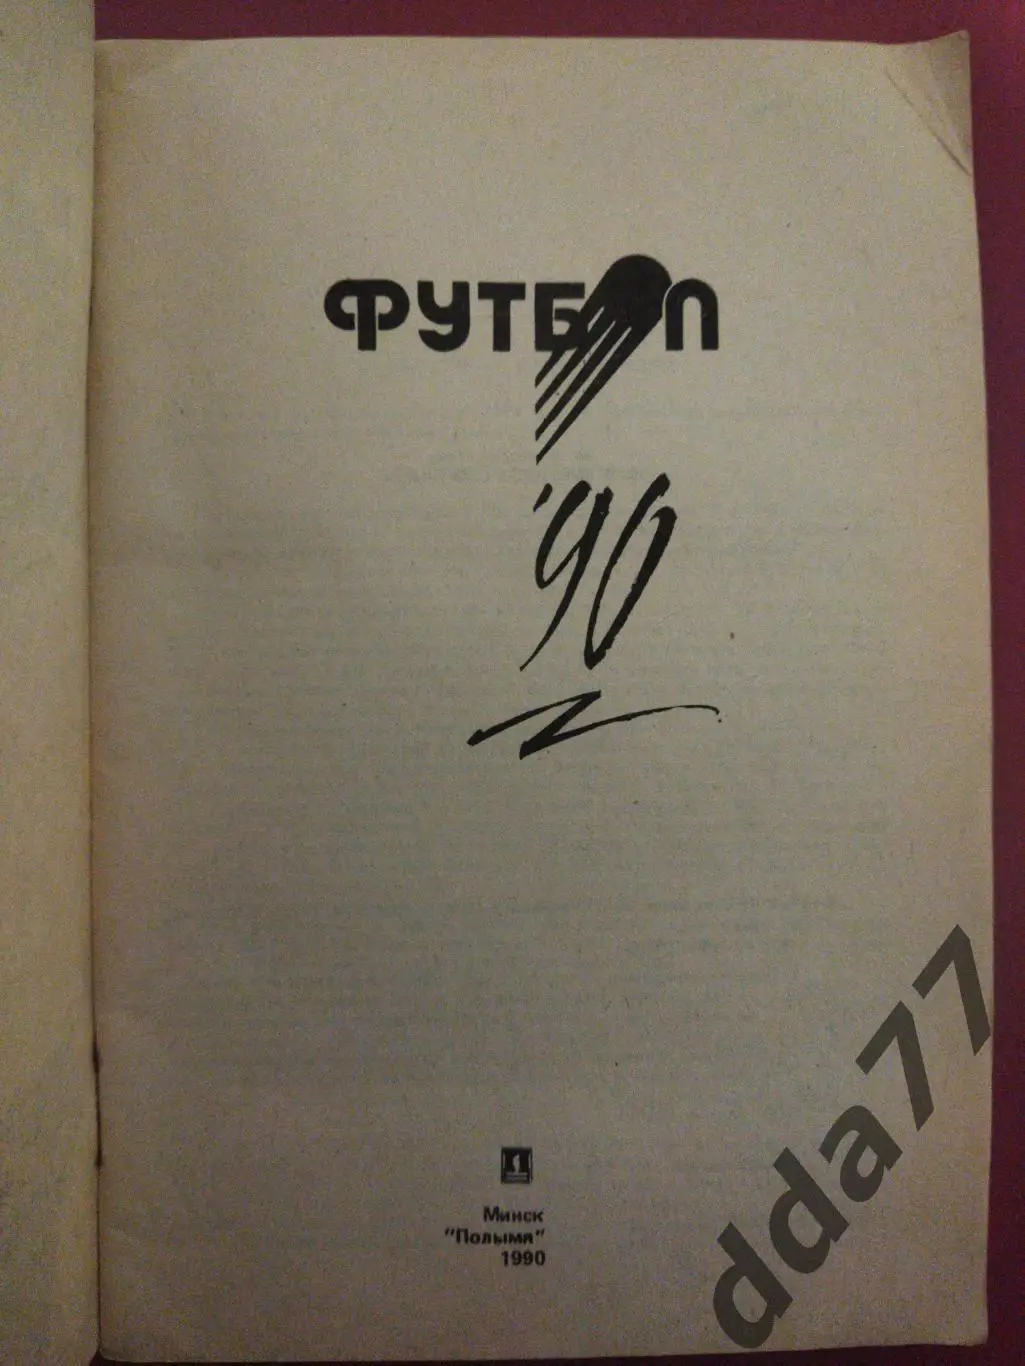 ФУТБОЛ
'90
Минск
"Полымя"
1990
dda77